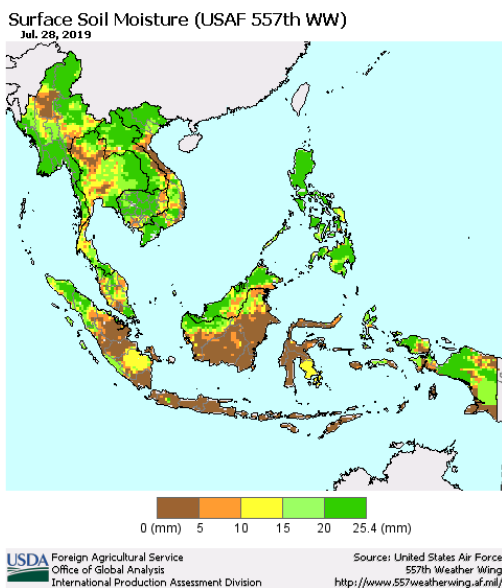 Surface Soil Moisture (USAF 557th WW)
Jul. 28, 2019
0 (mm) 5 10 15 20 25.4 (mm)
USDA Foreign Agricultural Service
Office of Global Analysis
International Production Assessment Division
Source: United States Air Force
557th Weather Wing
http://www.557weatherwing.af.mil/